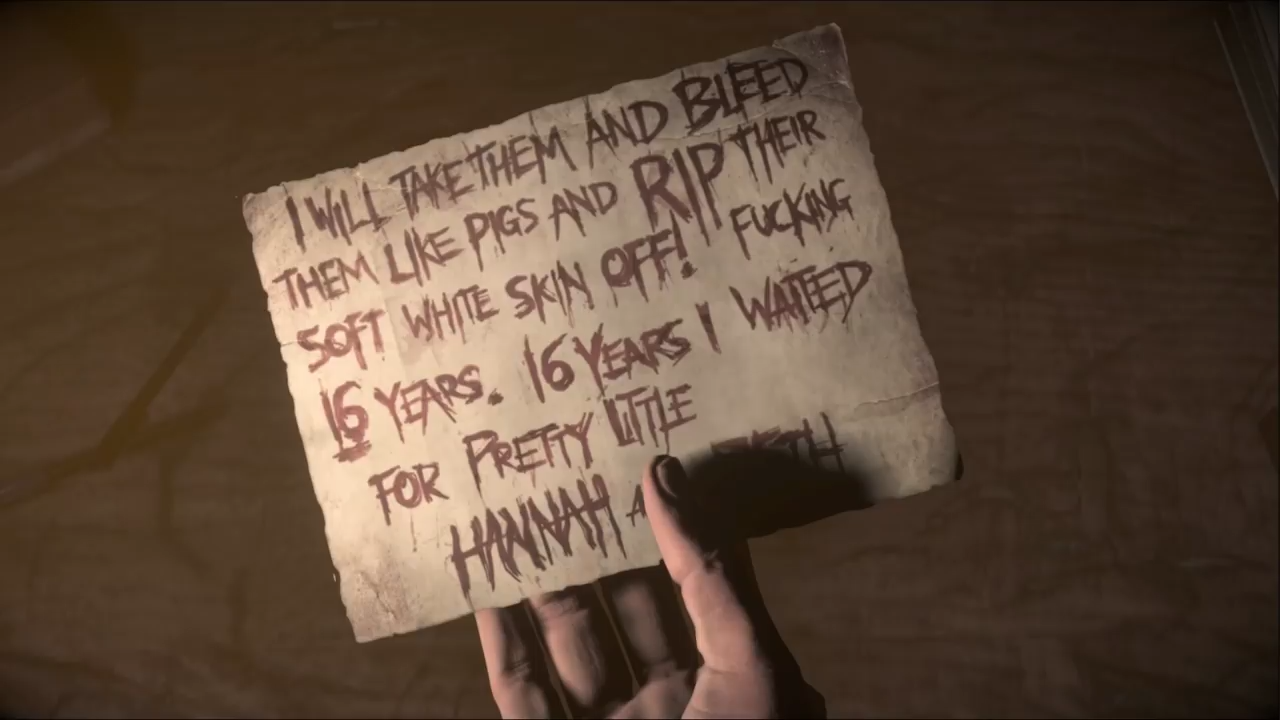 I WILL TAKE THEM AND BLEED
THEM LIKE PIGS AND RIP THEIR
SOFT WHITE SKIN OFF! FUCKING
16 YEARS. 16 YEARS I WAITED
FOR PRETTY LITTLE
HANNAH